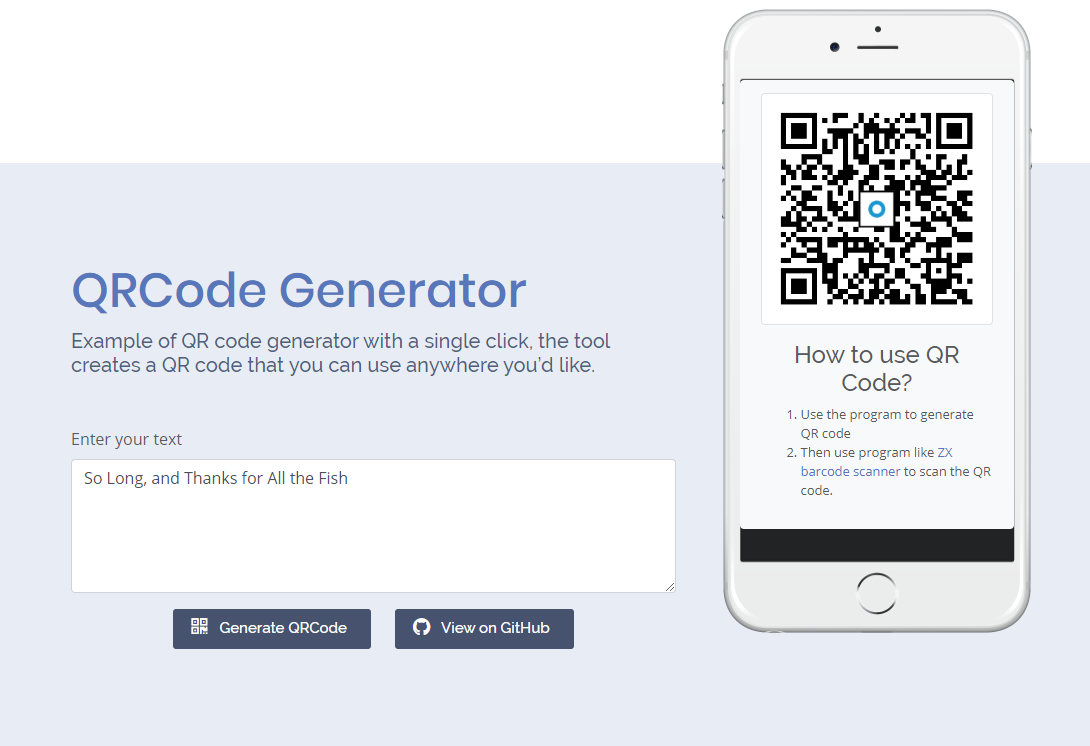 QRCode Generator
Example of QR code generator with a single click, the tool
creates a QR code that you can use anywhere you’d like.
Enter your text
So Long, and Thanks for All the Fish
Generate QRCode
View on GitHub
How to use QR
Code?
1. Use the program to generate
QR code
2. Then use program like ZX
barcode scanner to scan the QR
code.